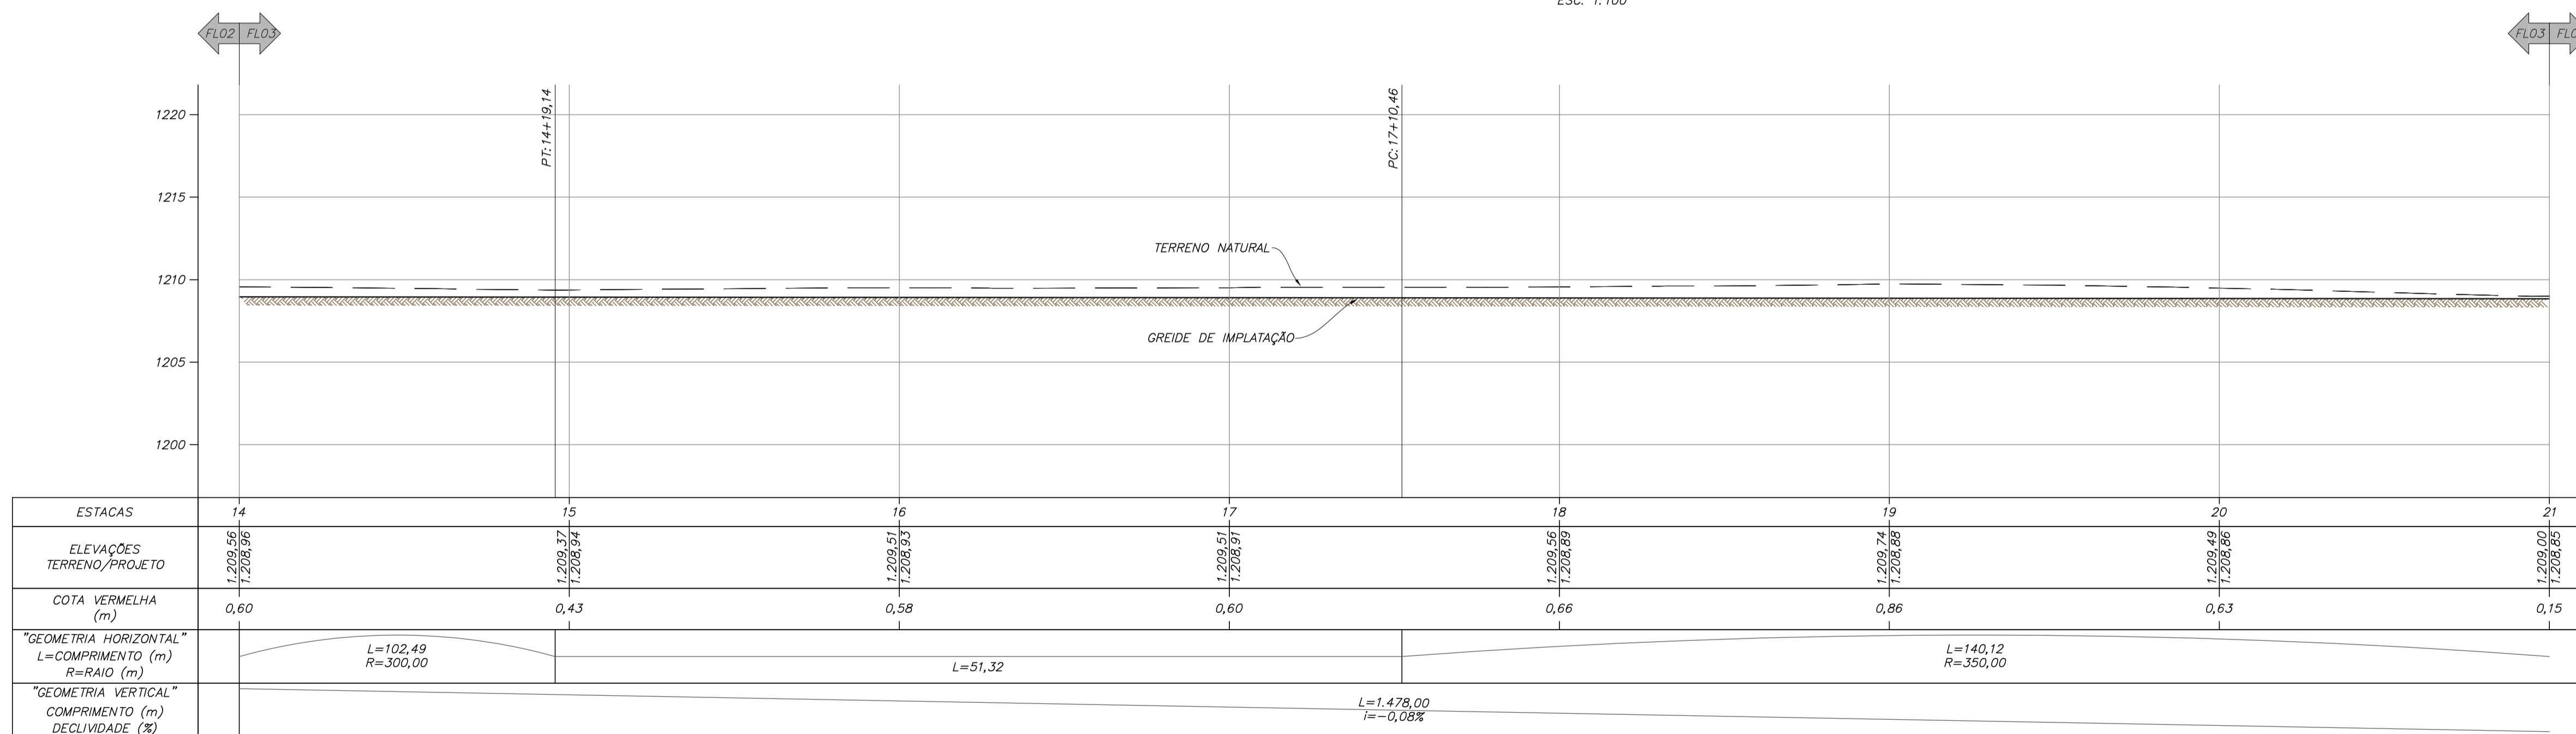 ESC. 1:100
FL02 FL03
FL03
PT:14+19,14
PC:17+10,46
1220
1215
1210
1205
1200
TERRENO NATURAL
GREIDE DE IMPLATAÇÃO
ESTACAS 14 15 16 17 18 19 20 21
ELEVAÇÕES
TERRENO/PROJETO
1.209,56
1.208,96
1.209,37
1.208,94
1.209,51
1.208,93
1.209,51
1.208,91
1.209,56
1.208,89
1.209,74
1.208,88
1.209,49
1.208,86
1.209,00
1.208,85
COTA VERMELHA
(m)
0,60 0,43 0,58 0,60 0,66 0,86 0,63 0,15
"GEOMETRIA HORIZONTAL"
L=COMPRIMENTO (m)
R=RAIO (m)
L=102,49
R=300,00
L=51,32
L=140,12
R=350,00
"GEOMETRIA VERTICAL"
COMPRIMENTO (m)
DECLIVIDADE (%)
L=1.478,00
i=-0,08%